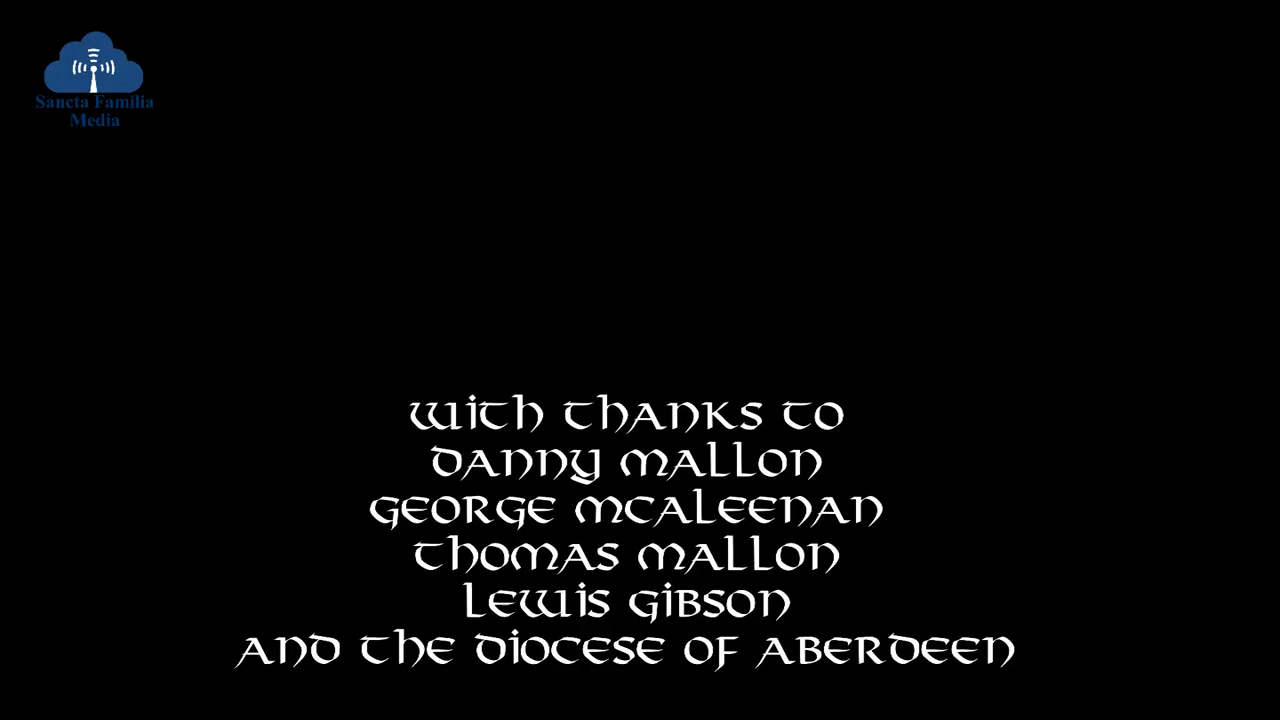 Sancta Familia
Media
with thanks to
Danny Mallon
George McAleenan
Thomas Mallon
Lewis Gibson
and the Diocese of Aberdeen